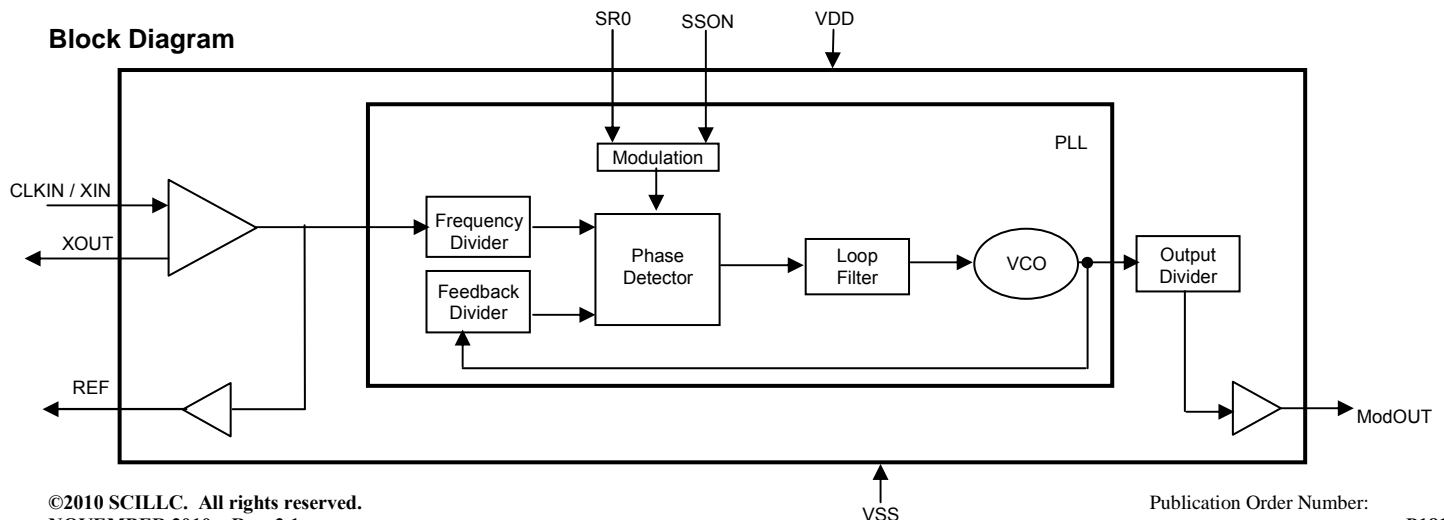 Block Diagram
SR0
SSON
VDD
PLL
Modulation
CLKIN / XIN
XOUT
Frequency
Divider
Feedback
Divider
Phase
Detector
Loop
Filter
VCO
Output
Divider
REF
ModOUT
VSS
©2010 SCILLC. All rights reserved.
Publication Order Number: